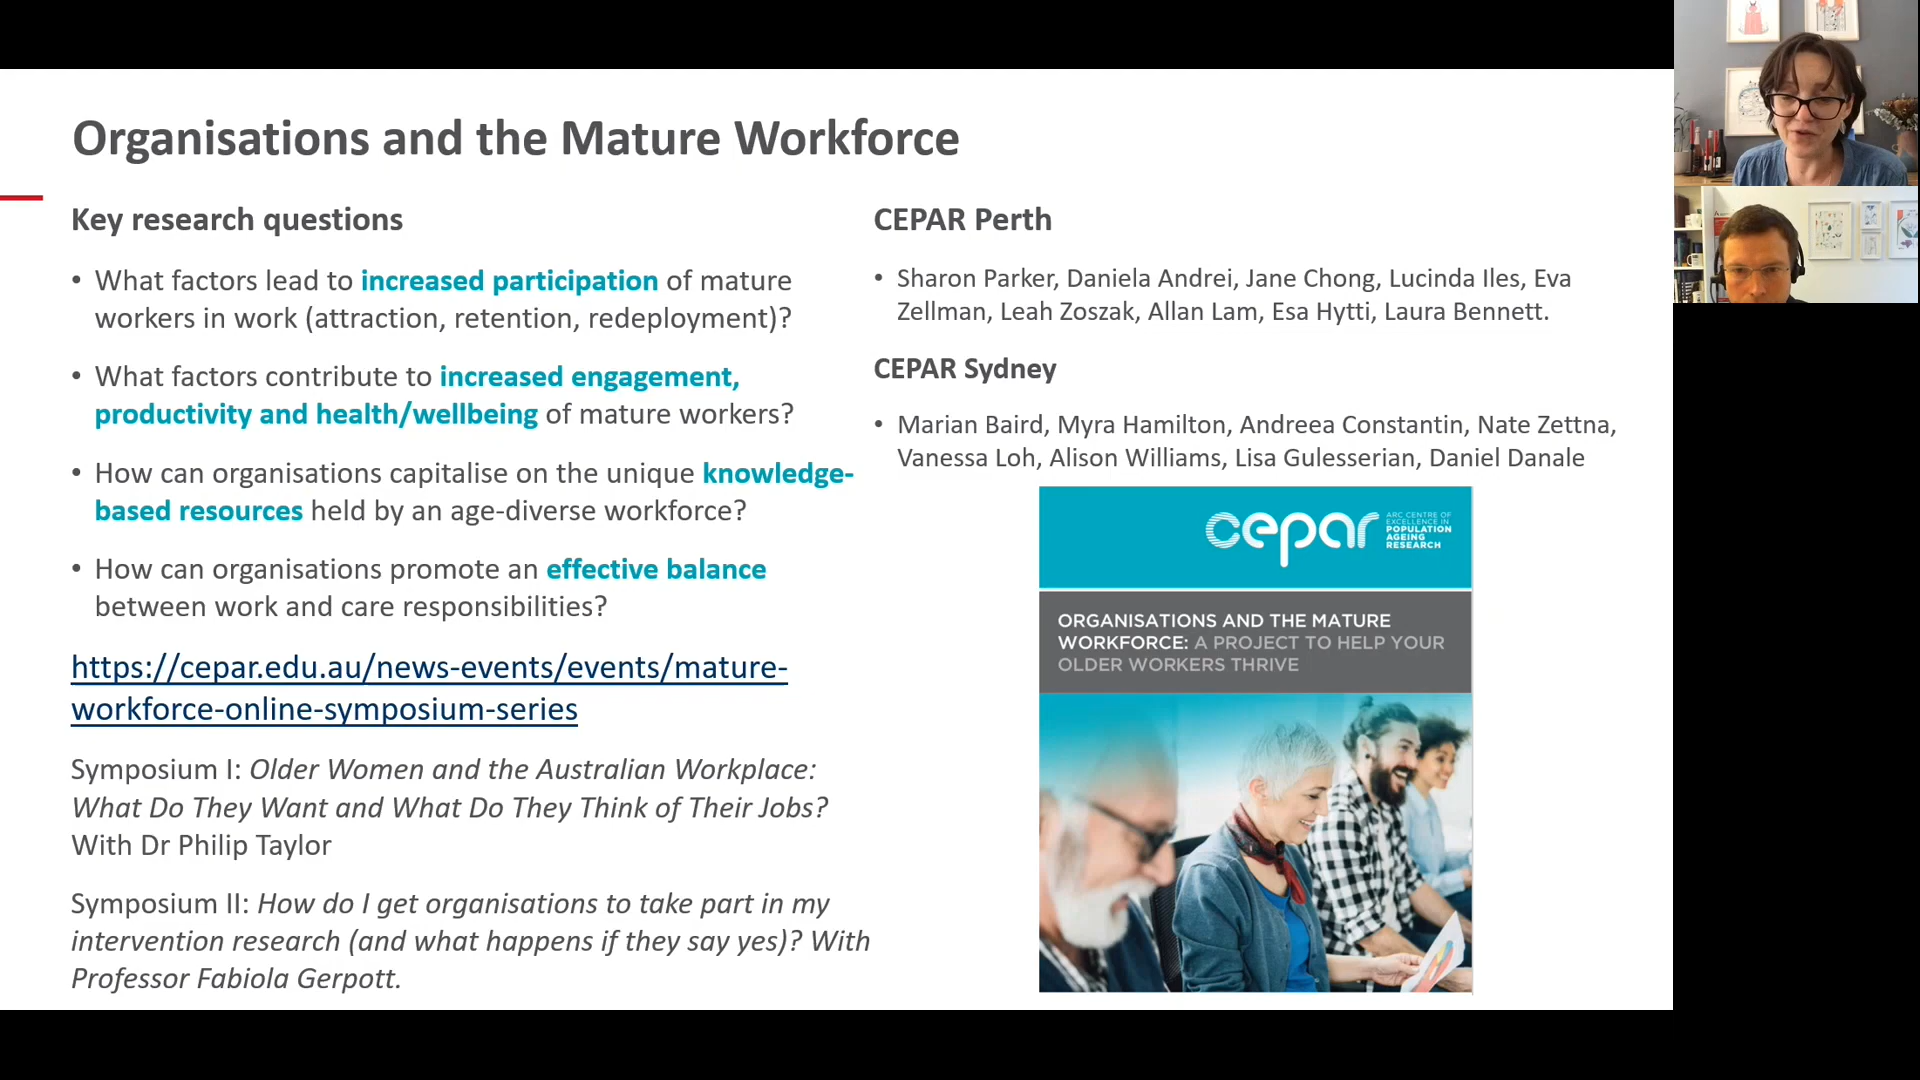 Organisations and the Mature Workforce
Key research questions
• What factors lead to increased participation of mature
workers in work (attraction, retention, redeployment)?
• What factors contribute to increased engagement,
productivity and health/wellbeing of mature workers?
• How can organisations capitalise on the unique knowledge-
based resources held by an age-diverse workforce?
• How can organisations promote an effective balance
between work and care responsibilities?
https://cepar.edu.au/news-events/events/mature-
workforce-online-symposium-series
Symposium I: Older Women and the Australian Workplace:
What Do They Want and What Do They Think of Their Jobs?
With Dr Philip Taylor
Symposium II: How do I get organisations to take part in my
intervention research (and what happens if they say yes)? With
Professor Fabiola Gerpott.
CEPAR Perth
• Sharon Parker, Daniela Andrei, Jane Chong, Lucinda Iles, Eva
Zellman, Leah Zoszak, Allan Lam, Esa Hytti, Laura Bennett.
CEPAR Sydney
• Marian Baird, Myra Hamilton, Andreea Constantin, Nate Zettna,
Vanessa Loh, Alison Williams, Lisa Gulesserian, Daniel Danale
cepar
ARC CENTRE OF
EXCELLENCE IN
POPULATION
AGEING
RESEARCH
ORGANISATIONS AND THE MATURE
WORKFORCE: A PROJECT TO HELP YOUR
OLDER WORKERS THRIVE